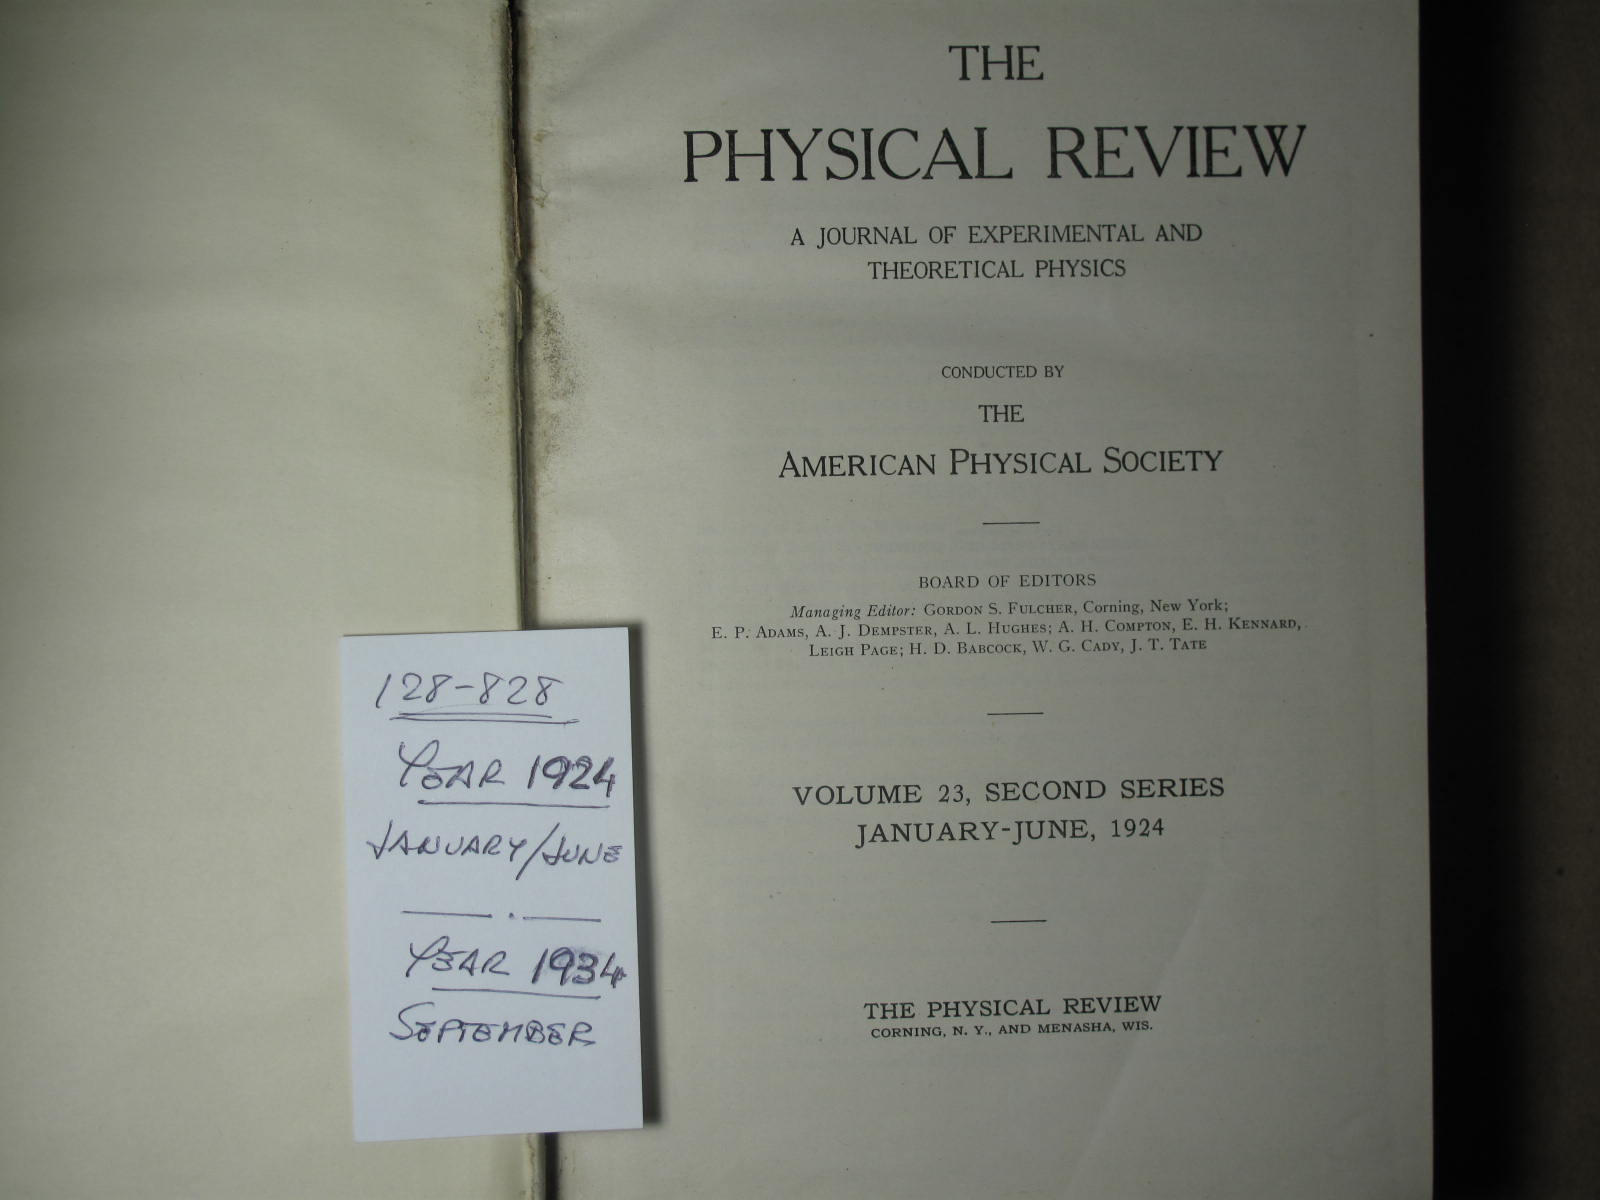 THE
PHYSICAL REVIEW
A JOURNAL OF EXPERIMENTAL AND
THEORETICAL PHYSICS
CONDUCTED BY
THE
AMERICAN PHYSICAL SOCIETY
BOARD OF EDITORS
Managing Editor: GORDON S. FULCHER, Corning, New York;
E. P. ADAMS, A. J. DEMPSTER, A. L. HUGHES; A. H. COMPTON, E. H. KENNARD,
LEIGH PAGE; H. D. BABCOCK, W. G. CADY, J. T. TATE
VOLUME 23, SECOND SERIES
JANUARY-JUNE, 1924
THE PHYSICAL REVIEW
CORNING, N. Y., AND MENASHA, WIS.
128-828
YEAR 1924
JANUARY/JUNE
YEAR 1934
SEPTEMBER